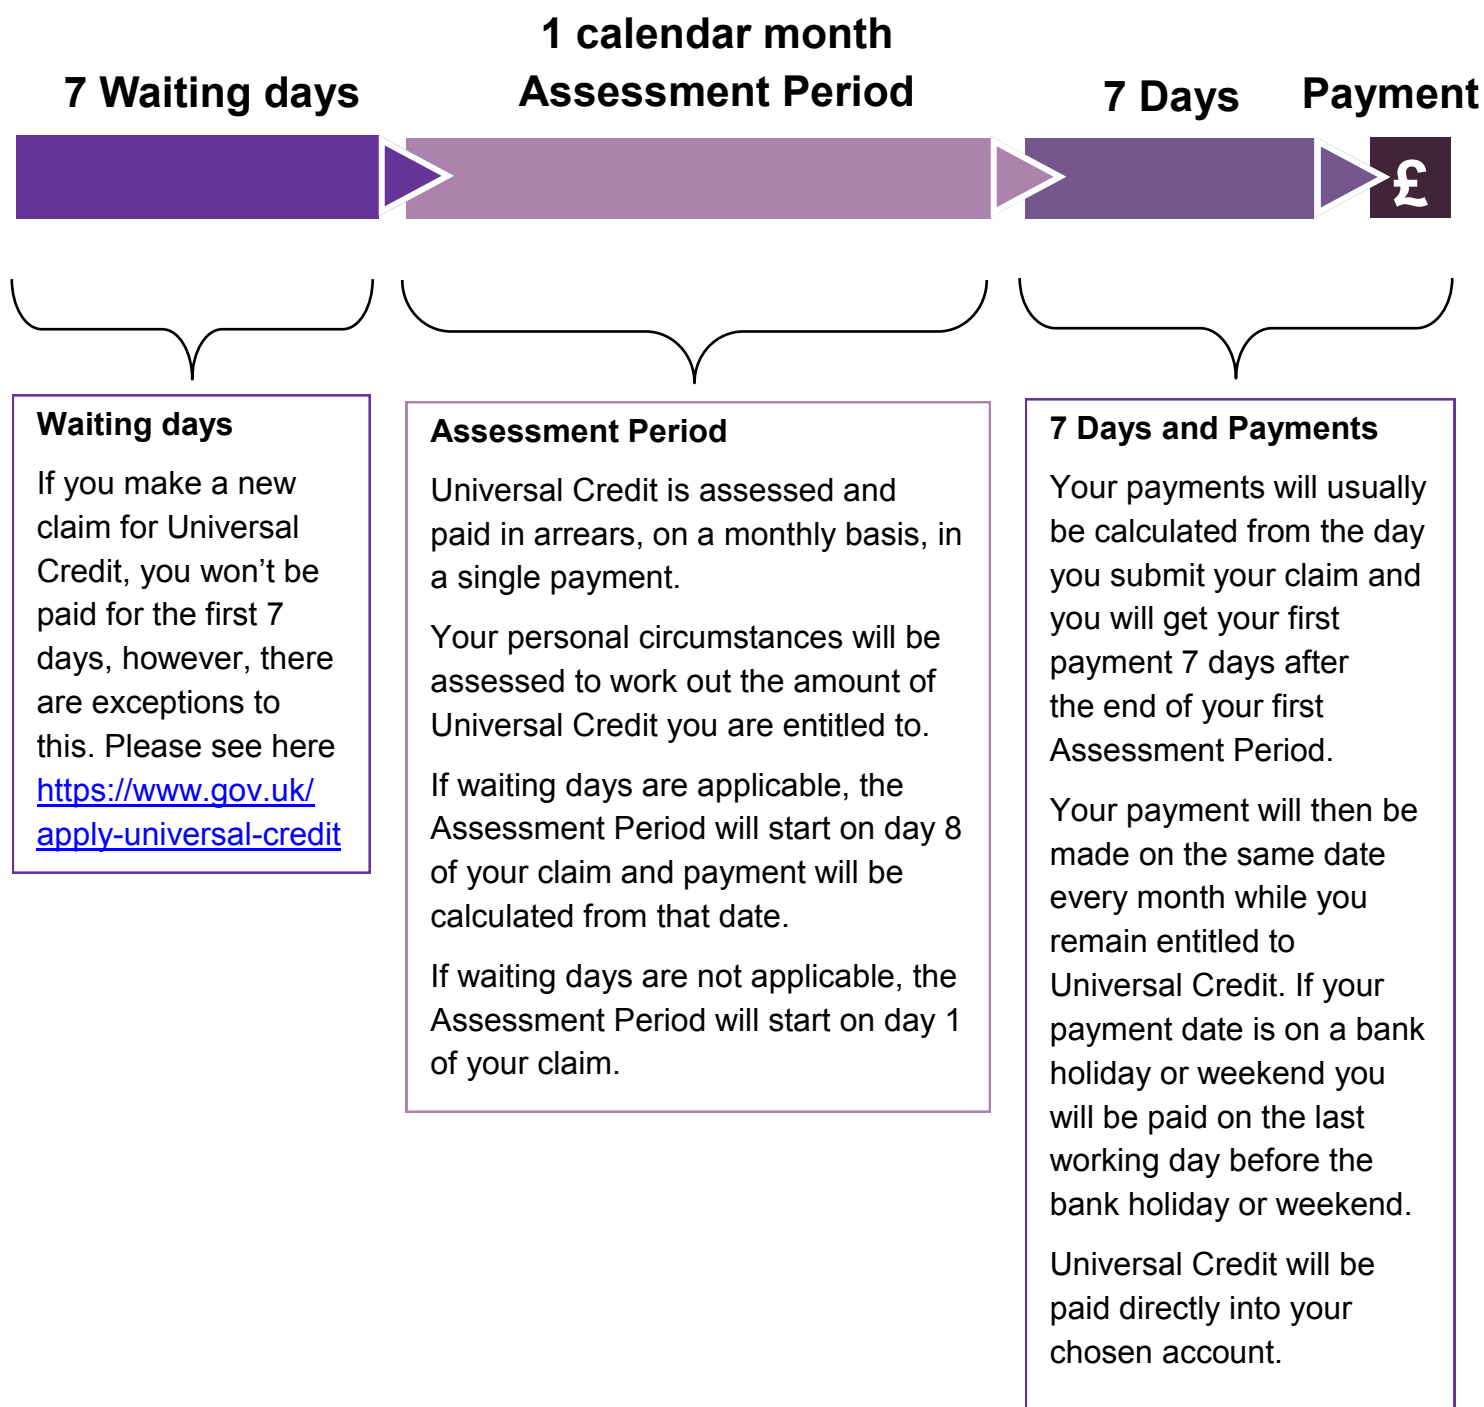 7 Waiting days
1 calendar month
Assessment Period
7 Days
Payment
£
Waiting days
If you make a new
claim for Universal
Credit, you won’t be
paid for the first 7
days, however, there
are exceptions to
this. Please see here
https://www.gov.uk/
apply-universal-credit
Assessment Period
Universal Credit is assessed and
paid in arrears, on a monthly basis, in
a single payment.
Your personal circumstances will be
assessed to work out the amount of
Universal Credit you are entitled to.
If waiting days are applicable, the
Assessment Period will start on day 8
of your claim and payment will be
calculated from that date.
If waiting days are not applicable, the
Assessment Period will start on day 1
of your claim.
7 Days and Payments
Your payments will usually
be calculated from the day
you submit your claim and
you will get your first
payment 7 days after
the end of your first
Assessment Period.
Your payment will then be
made on the same date
every month while you
remain entitled to
Universal Credit. If your
payment date is on a bank
holiday or weekend you
will be paid on the last
working day before the
bank holiday or weekend.
Universal Credit will be
paid directly into your
chosen account.